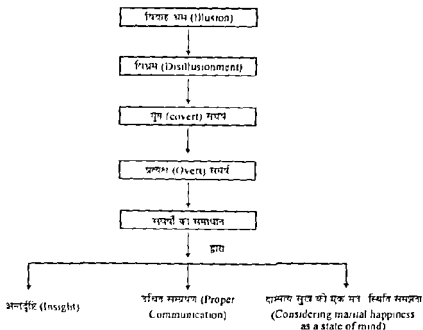 विवाह भ्रम (Illusion)
विभ्रम (Disillusionment)
गुप्त (covert) संघर्ष
प्रत्यक्ष (Overt) संघर्ष
संघर्षों का समाधान
द्वारा
अन्तर्दृष्टि (Insight)
उचित सम्प्रेषण (Proper
Communication)
दाम्पत्य सुख को एक मनः स्थिति समझना
(Considering marital happiness
as a state of mind)